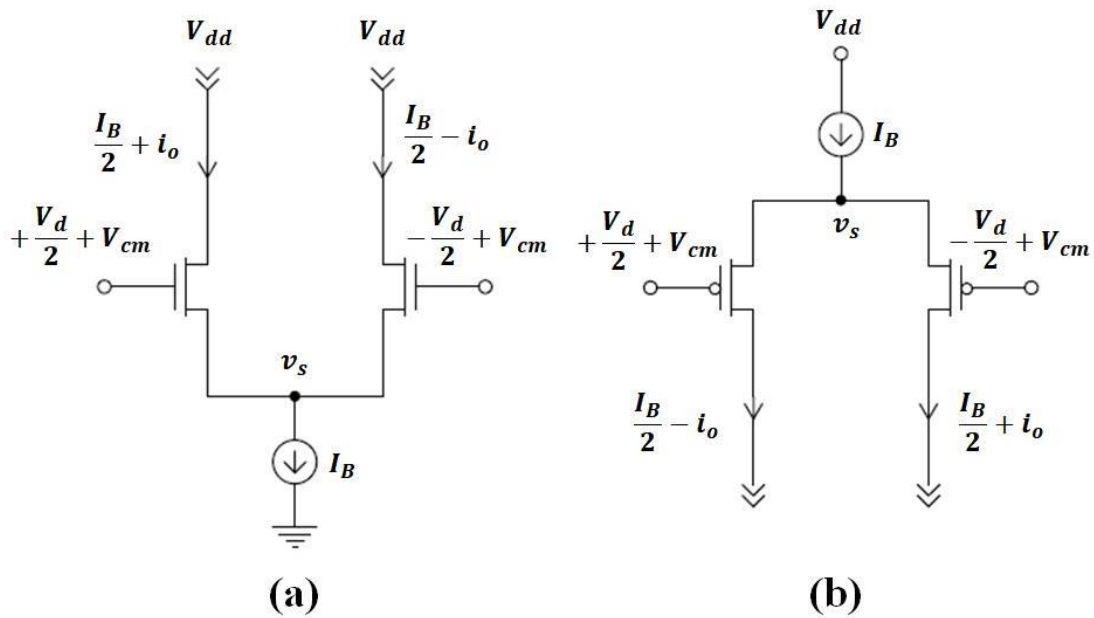 V_dd V_dd
I_B/2 + i_o I_B/2 − i_o
+V_d/2 + V_cm −V_d/2 + V_cm
v_s
I_B
(a)
V_dd
I_B
v_s
+V_d/2 + V_cm −V_d/2 + V_cm
I_B/2 − i_o I_B/2 + i_o
(b)